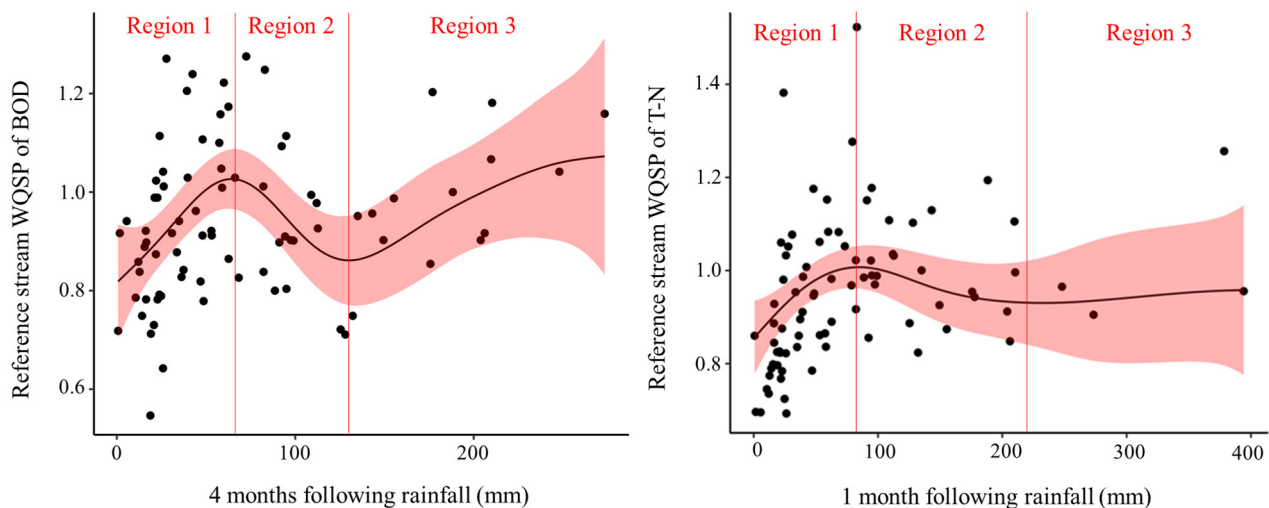 Region 1
Region 2
Region 3
Reference stream WQSP of BOD
1.2
1.0
0.8
0.6
0
100
200
4 months following rainfall (mm)
Region 1
Region 2
Region 3
Reference stream WQSP of T-N
1.4
1.2
1.0
0.8
0
100
200
300
400
1 month following rainfall (mm)